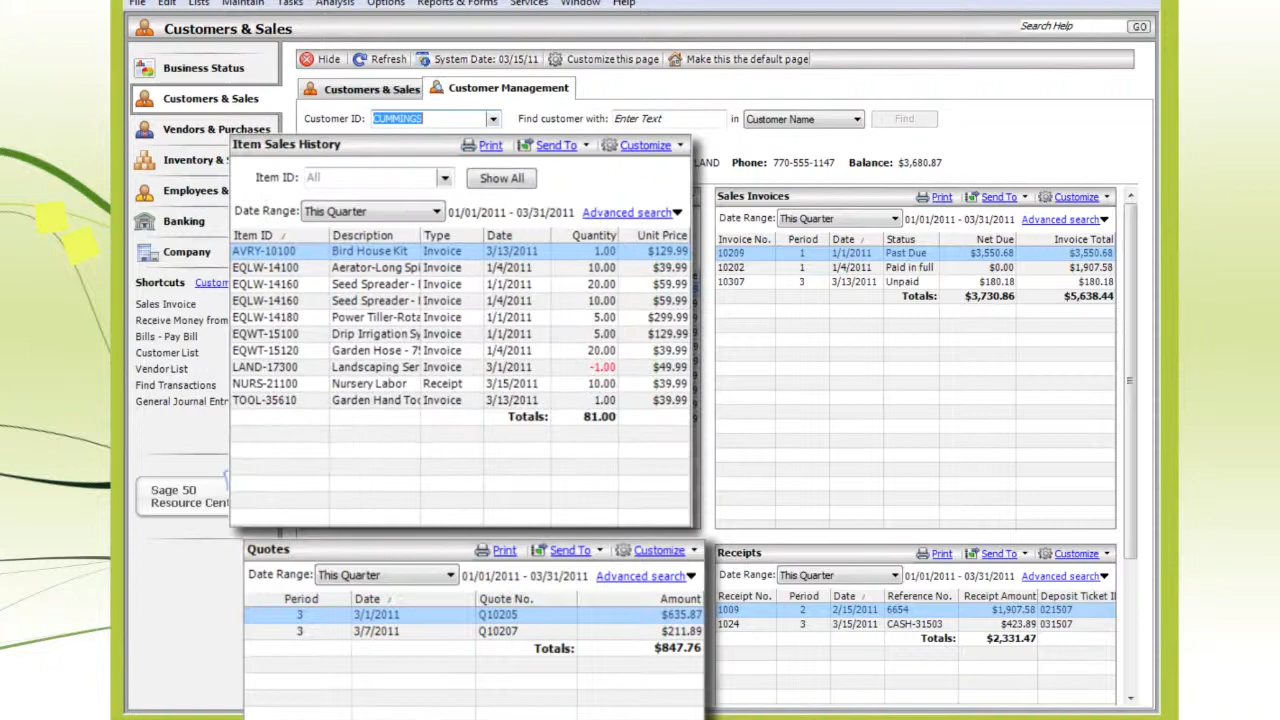 File Edit Lists Maintain Tasks Analysis Options Reports & Forms Services Window Help
Customers & Sales
Search Help GO
Business Status
Customers & Sales
Vendors & Purchases
Inventory &
Employees &
Banking
Company
Shortcuts Custom
Sales Invoice
Receive Money from
Bills - Pay Bill
Customer List
Vendor List
Find Transactions
General Journal Entr
Sage 50
Resource Cent
Hide Refresh System Date: 03/15/11 Customize this page Make this the default page
Customers & Sales Customer Management
Customer ID: CUMMINGS Find customer with: Enter Text in Customer Name Find
LAND Phone: 770-555-1147 Balance: $3,680.87
Item Sales History Print Send To Customize
Item ID: All Show All
Date Range: This Quarter 01/01/2011 - 03/31/2011 Advanced search
Item ID Description Type Date Quantity Unit Price
AVRY-10100 Bird House Kit Invoice 3/13/2011 1.00 $129.99
EQLW-14100 Aerator-Long Spi Invoice 1/4/2011 10.00 $39.99
EQLW-14160 Seed Spreader - Invoice 1/1/2011 20.00 $59.99
EQLW-14160 Seed Spreader - Invoice 1/4/2011 10.00 $59.99
EQLW-14180 Power Tiller-Rota Invoice 1/1/2011 5.00 $299.99
EQWT-15100 Drip Irrigation Sy Invoice 1/1/2011 5.00 $129.99
EQWT-15120 Garden Hose - 75 Invoice 1/4/2011 20.00 $39.99
LAND-17300 Landscaping Ser Invoice 3/1/2011 -1.00 $49.99
NURS-21100 Nursery Labor Receipt 3/15/2011 10.00 $39.99
TOOL-35610 Garden Hand Too Invoice 3/13/2011 1.00 $39.99
Totals: 81.00
Sales Invoices Print Send To Customize
Date Range: This Quarter 01/01/2011 - 03/31/2011 Advanced search
Invoice No. Period Date Status Net Due Invoice Total
10209 1 1/1/2011 Past Due $3,550.68 $3,550.68
10202 1 1/4/2011 Paid in full $0.00 $1,907.58
10307 3 3/13/2011 Unpaid $180.18 $180.18
Totals: $3,730.86 $5,638.44
Quotes Print Send To Customize
Date Range: This Quarter 01/01/2011 - 03/31/2011 Advanced search
Period Date Quote No. Amount
3 3/1/2011 Q10205 $635.87
3 3/7/2011 Q10207 $211.89
Totals: $847.76
Receipts Print Send To Customize
Date Range: This Quarter 01/01/2011 - 03/31/2011 Advanced search
Receipt No. Period Date Reference No. Receipt Amount Deposit Ticket I
1009 2 2/15/2011 6654 $1,907.58 021507
1024 3 3/15/2011 CASH-31503 $423.89 031507
Totals: $2,331.47